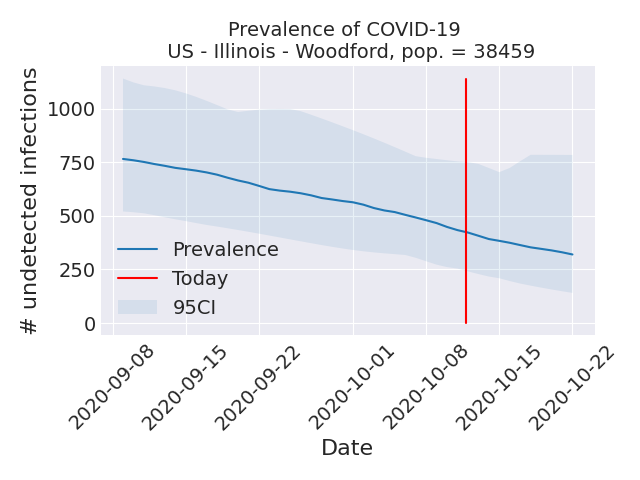 Prevalence of COVID-19
US - Illinois - Woodford, pop. = 38459
# undetected infections
1000
750
500
250
0
Prevalence
Today
95CI
2020-09-08
2020-09-15
2020-09-22
2020-10-01
2020-10-08
2020-10-15
2020-10-22
Date